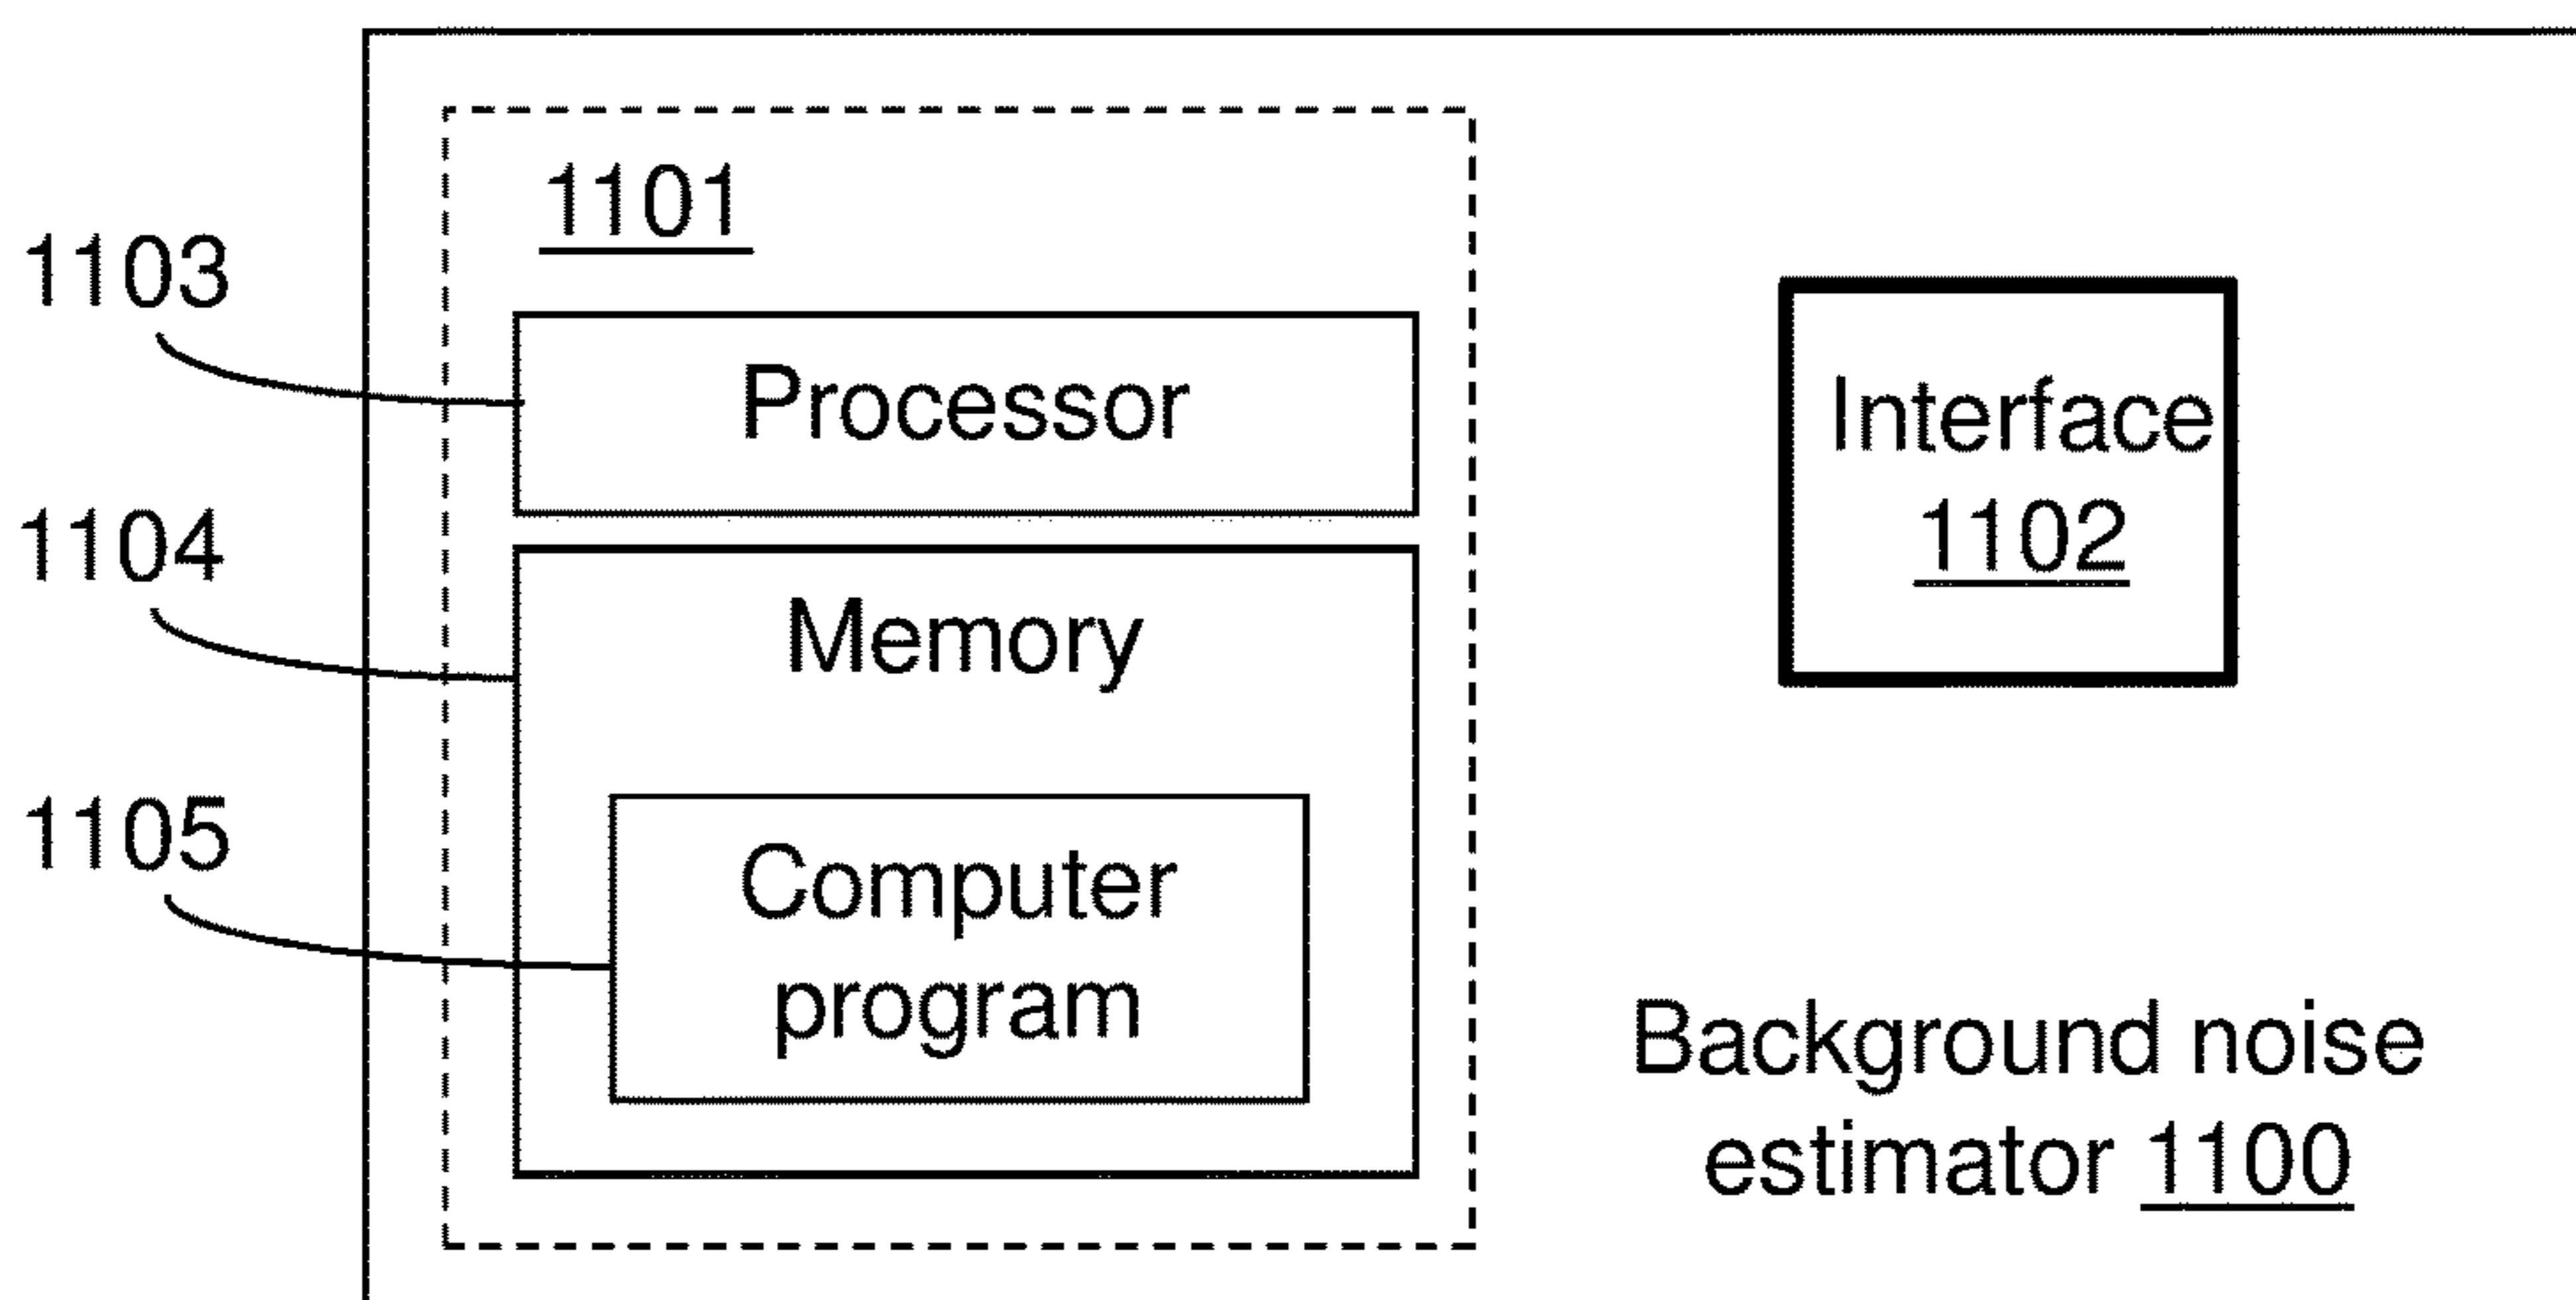 1101
1103
Processor
Interface
1102
1104
Memory
1105
Computer
program
Background noise
estimator 1100